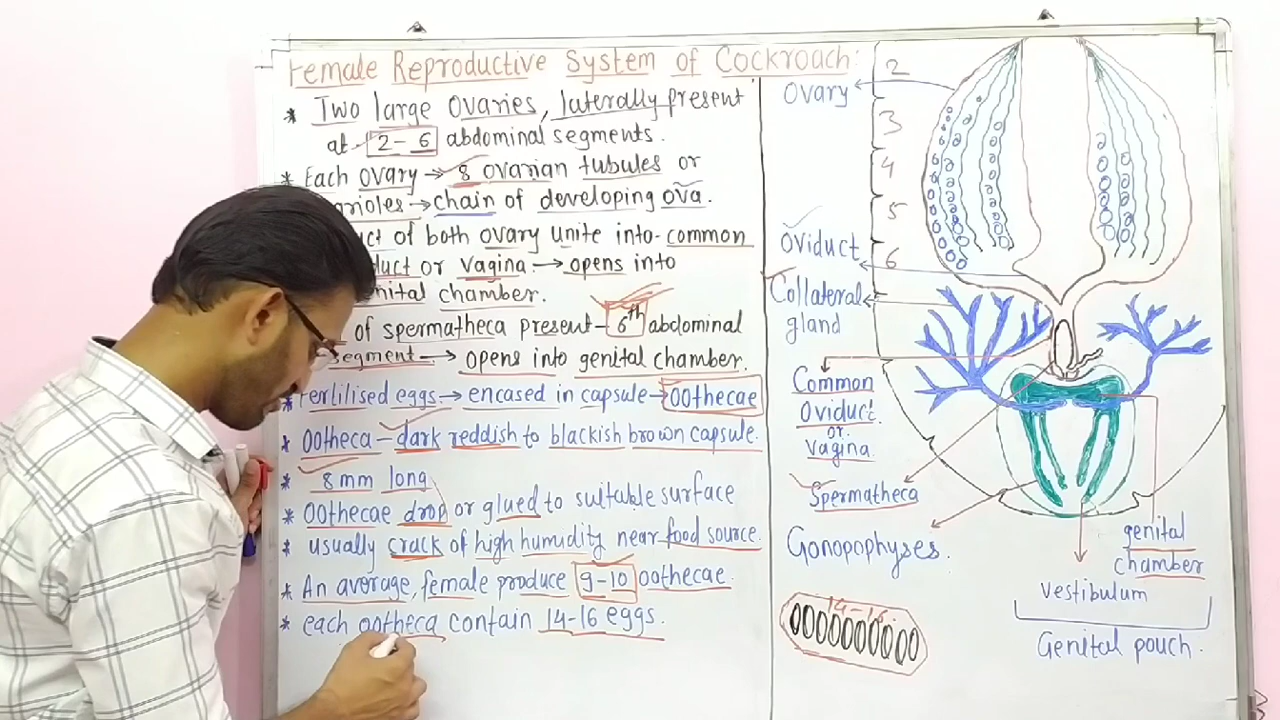 Female Reproductive System of Cockroach:
* Two large ovaries, laterally present
at 2-6 abdominal segments.
* Each ovary → 8 ovarian tubules or
→ chain of developing ova.
of both ovary unite into common
or vagina → opens into
chamber.
of spermatheca present - 6th abdominal
segment → opens into genital chamber.
* Fertilised eggs → encased in capsule → Oothecae
* Ootheca - dark reddish to blackish brown capsule.
* 8mm long
* Oothecae drop or glued to suitable surface
* usually crack of high humidity near food source.
* An average, female produce 9-10 oothecae.
* each ootheca contain 14-16 eggs.
Ovary
2
3
4
5
6
Oviduct
Collateral
gland
Common
Oviduct
or
Vagina
Spermatheca
Gonopophyses.
14-16
genital
chamber
vestibulum
Genital pouch.